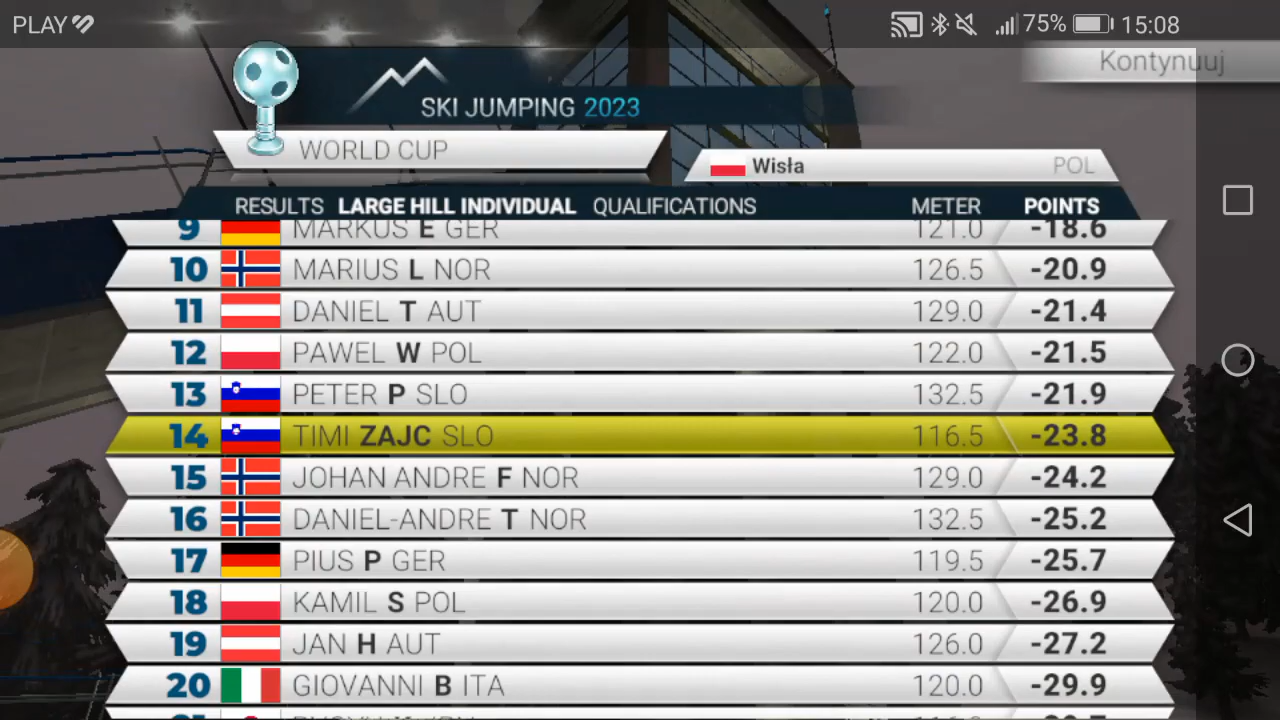 PLAY 75% 15:08
Kontynuuj
SKI JUMPING 2023
WORLD CUP
Wisła POL
RESULTS LARGE HILL INDIVIDUAL QUALIFICATIONS METER POINTS
9 MARKUS E GER 121.0 -18.6
10 MARIUS L NOR 126.5 -20.9
11 DANIEL T AUT 129.0 -21.4
12 PAWEL W POL 122.0 -21.5
13 PETER P SLO 132.5 -21.9
14 TIMI ZAJC SLO 116.5 -23.8
15 JOHAN ANDRE F NOR 129.0 -24.2
16 DANIEL-ANDRE T NOR 132.5 -25.2
17 PIUS P GER 119.5 -25.7
18 KAMIL S POL 120.0 -26.9
19 JAN H AUT 126.0 -27.2
20 GIOVANNI B ITA 120.0 -29.9